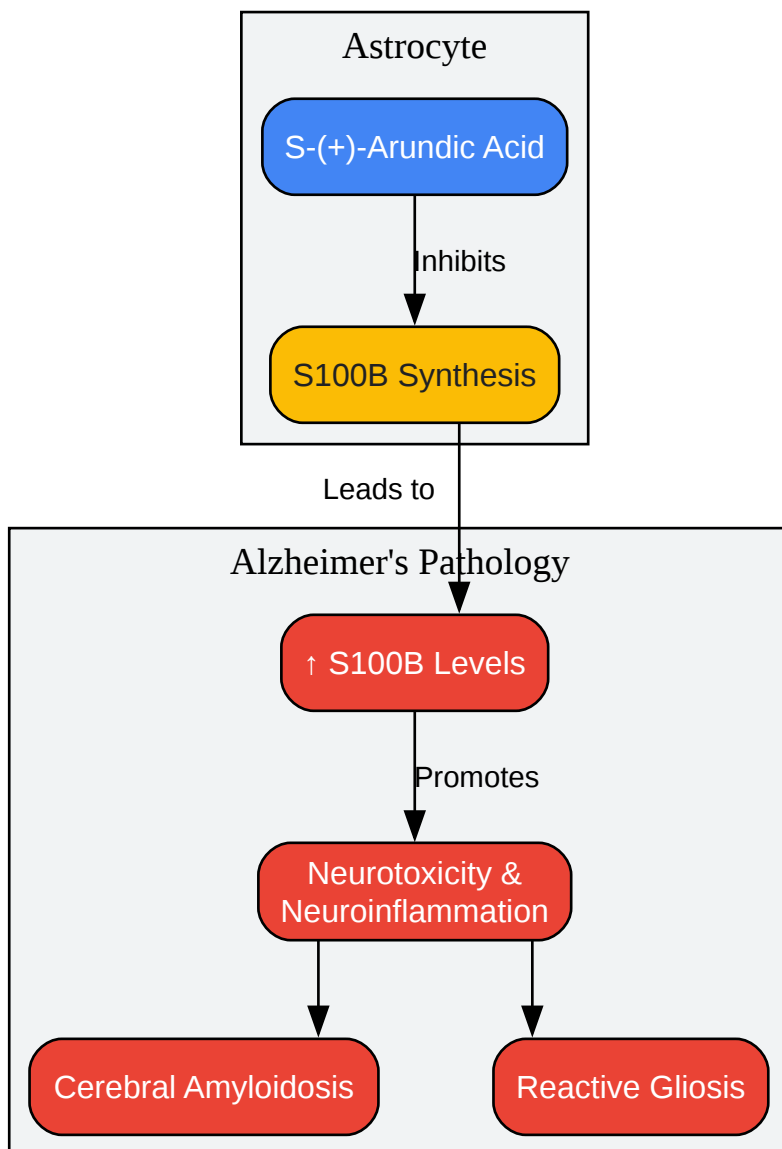 Astrocyte
S-(+)-Arundic Acid
Inhibits
S100B Synthesis
Leads to
Alzheimer's Pathology
↑ S100B Levels
Promotes
Neurotoxicity &
Neuroinflammation
Cerebral Amyloidosis
Reactive Gliosis